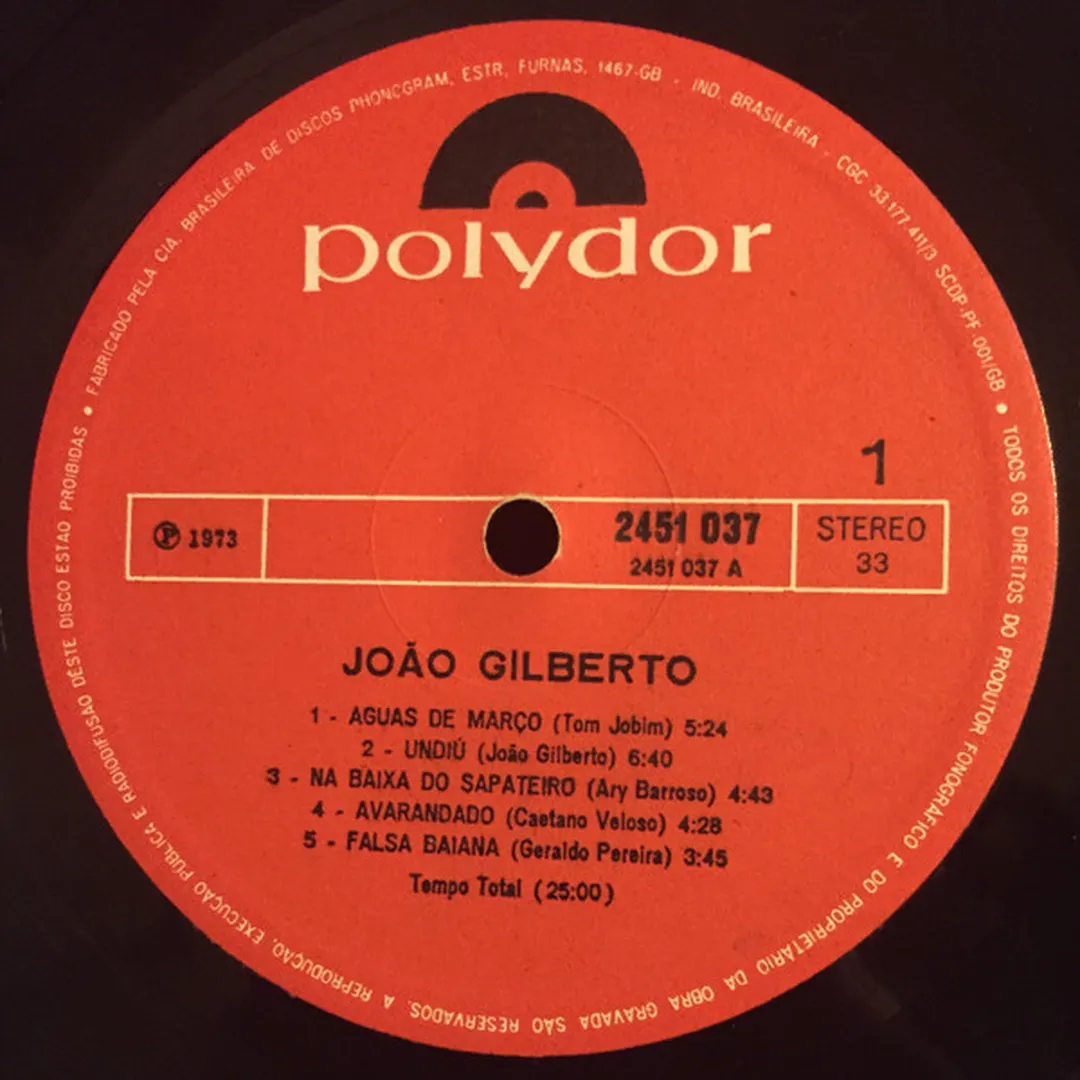 FABRICADO PELA CIA. BRASILEIRA DE DISCOS PHONOGRAM, ESTR. FURNAS, 1467-GB - IND. BRASILEIRA - CGC 33.177.411/3 SCDP-PF 001/GB • TODOS OS DIREITOS DO PRODUTOR FONOGRÁFICO E DO PROPRIETÁRIO DA OBRA GRAVADA SÃO RESERVADOS. A REPRODUÇÃO, EXECUÇÃO PÚBLICA E RADIODIFUSÃO DESTE DISCO ESTÃO PROIBIDAS •
polydor
1
Ⓟ 1973
2451 037
2451 037 A
STEREO
33
JOÃO GILBERTO
1 - AGUAS DE MARÇO (Tom Jobim) 5:24
2 - UNDIÚ (João Gilberto) 6:40
3 - NA BAIXA DO SAPATEIRO (Ary Barroso) 4:43
4 - AVARANDADO (Caetano Veloso) 4:28
5 - FALSA BAIANA (Geraldo Pereira) 3:45
Tempo Total (25:00)